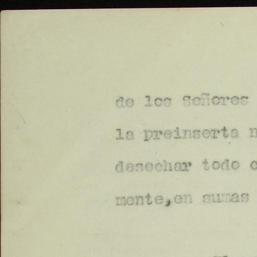 de los Señores
la preinserta
desechar todo
mente,en sumas